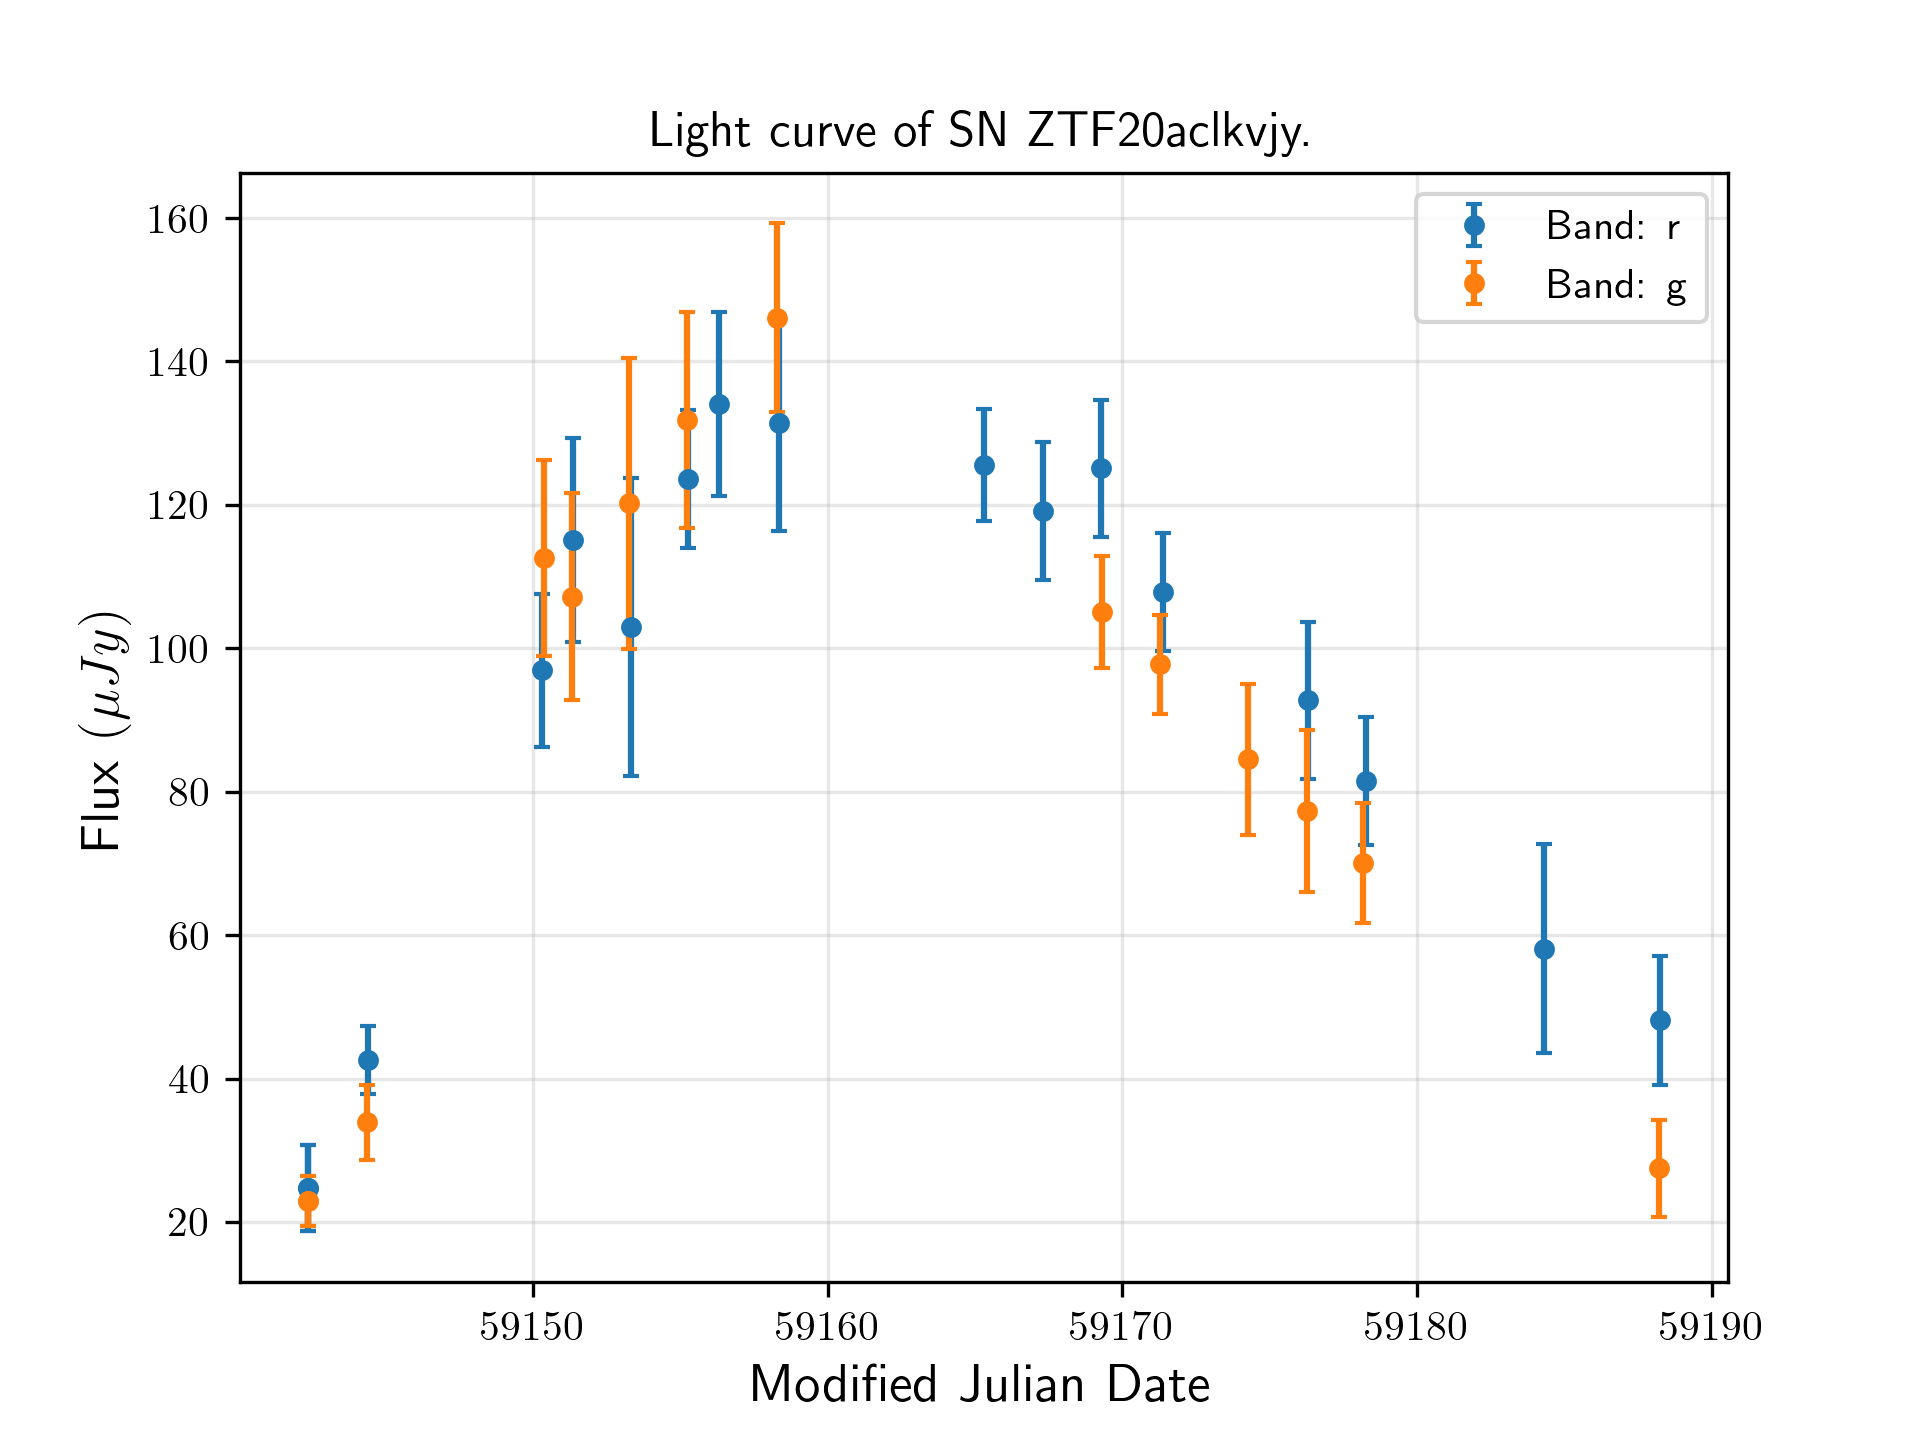 Light curve of SN ZTF20aclkvjy.
Band: r
Band: g
160
140
120
100
80
60
40
20
Flux (μJy)
59150 59160 59170 59180 59190
Modified Julian Date